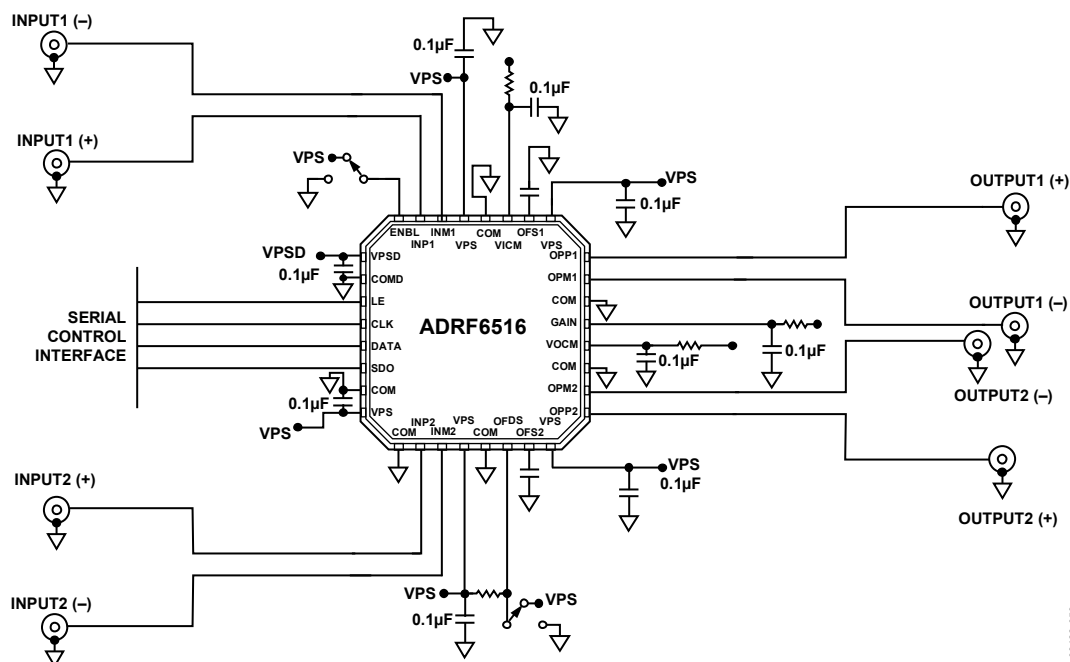 INPUT1 (–)
INPUT1 (+)
0.1µF
VPS
0.1µF
VPS
VPS
0.1µF
OUTPUT1 (+)
ENBL
INP1
INM1
VPS
COM
VICM
OFS1
VPS
VPSD
0.1µF
VPSD
COMD
LE
CLK
DATA
SDO
COM
VPS
SERIAL
CONTROL
INTERFACE
0.1µF
VPS
ADRF6516
OPP1
OPM1
COM
GAIN
VOCM
COM
OPM2
OPP2
0.1µF
0.1µF
OUTPUT1 (–)
OUTPUT2 (–)
COM
INP2
INM2
VPS
COM
OFDS
OFS2
VPS
VPS
0.1µF
OUTPUT2 (+)
INPUT2 (+)
INPUT2 (–)
VPS
0.1µF
VPS